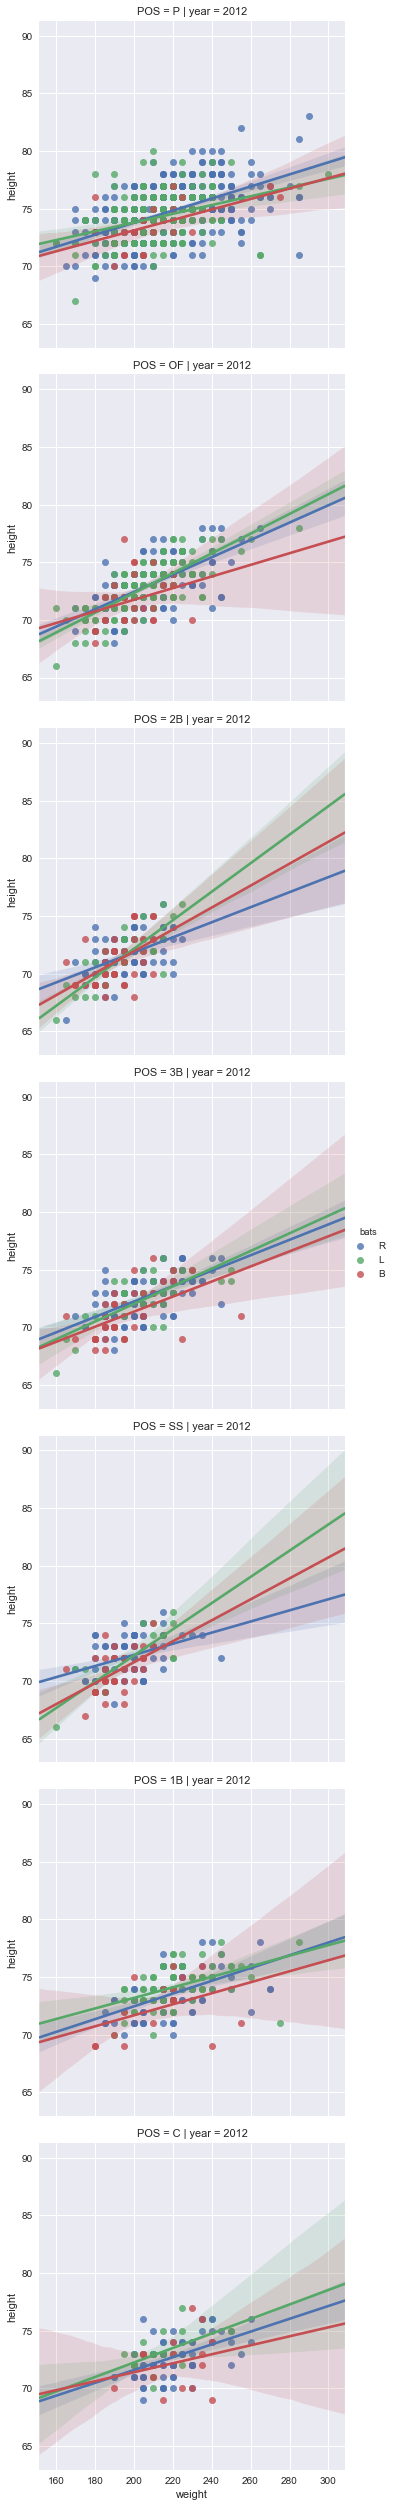 POS = P | year = 2012
90
85
80
75
70
65
height
POS = OF | year = 2012
90
85
80
75
70
65
height
POS = 2B | year = 2012
90
85
80
75
70
65
height
POS = 3B | year = 2012
90
85
80
75
70
65
height
bats
R
L
B
POS = SS | year = 2012
90
85
80
75
70
65
height
POS = 1B | year = 2012
90
85
80
75
70
65
height
POS = C | year = 2012
90
85
80
75
70
65
height
160 180 200 220 240 260 280 300
weight